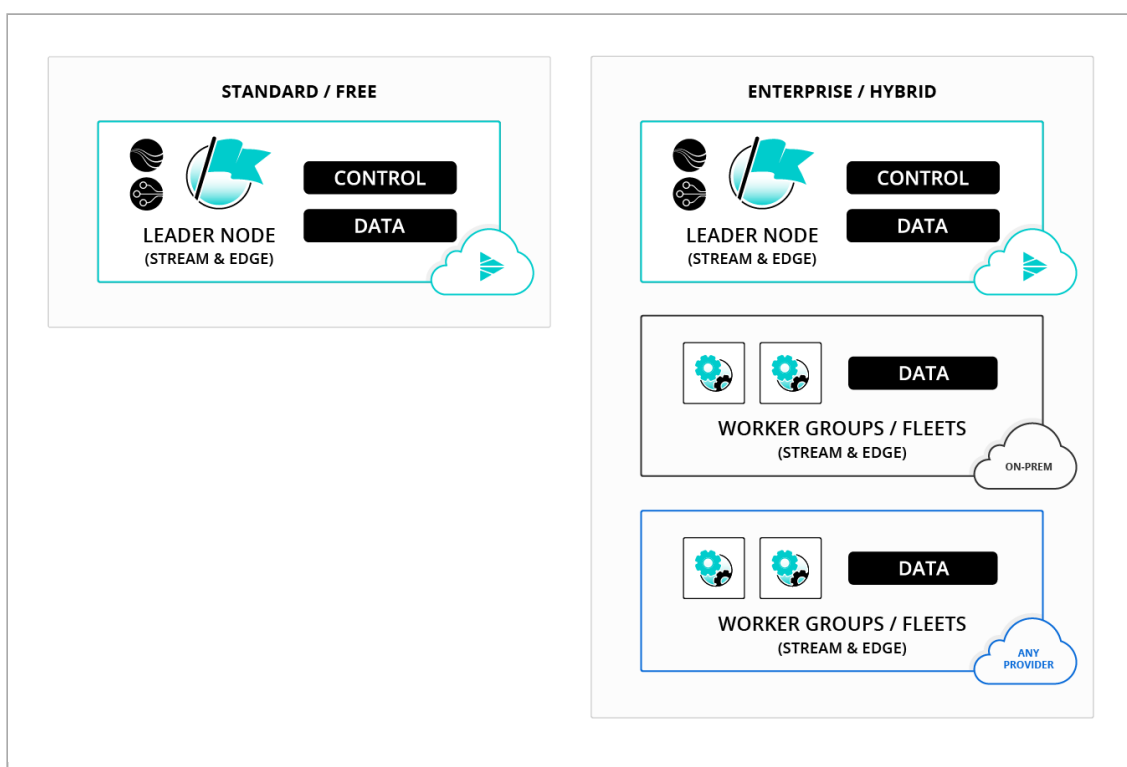 STANDARD / FREE
CONTROL
DATA
LEADER NODE
(STREAM & EDGE)
ENTERPRISE / HYBRID
CONTROL
DATA
LEADER NODE
(STREAM & EDGE)
DATA
WORKER GROUPS / FLEETS
(STREAM & EDGE)
ON-PREM
DATA
WORKER GROUPS / FLEETS
(STREAM & EDGE)
ANY
PROVIDER